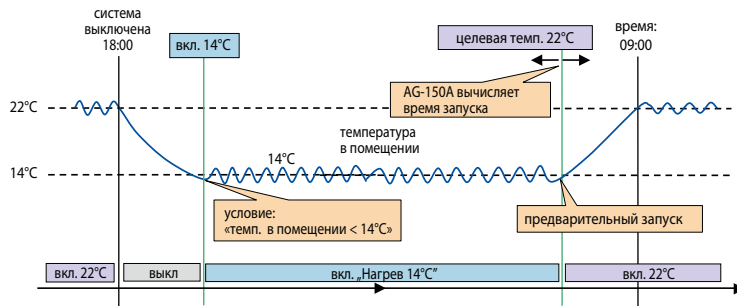 система
выключена
18:00
вкл. 14°C
целевая темп. 22°C
время:
09:00
AG-150A вычисляет
время запуска
22°C
температура
в помещении
14°C
14°C
условие:
«темп. в помещении < 14°C»
предварительный запуск
вкл. 22°C
выкл
вкл. „Нагрев 14°C"
вкл. 22°C